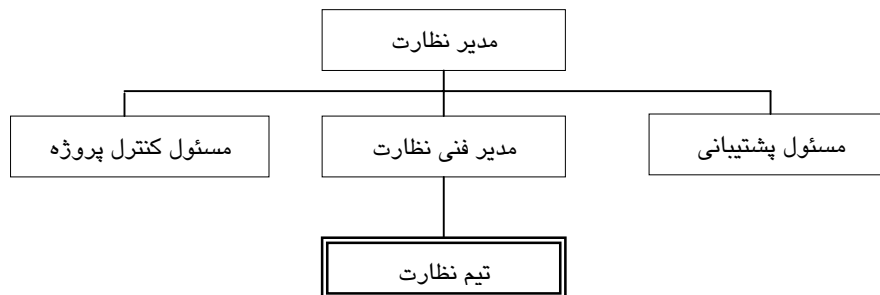 مدیر نظارت
مسئول پشتیبانی
مدیر فنی نظارت
مسئول کنترل پروژه
تیم نظارت